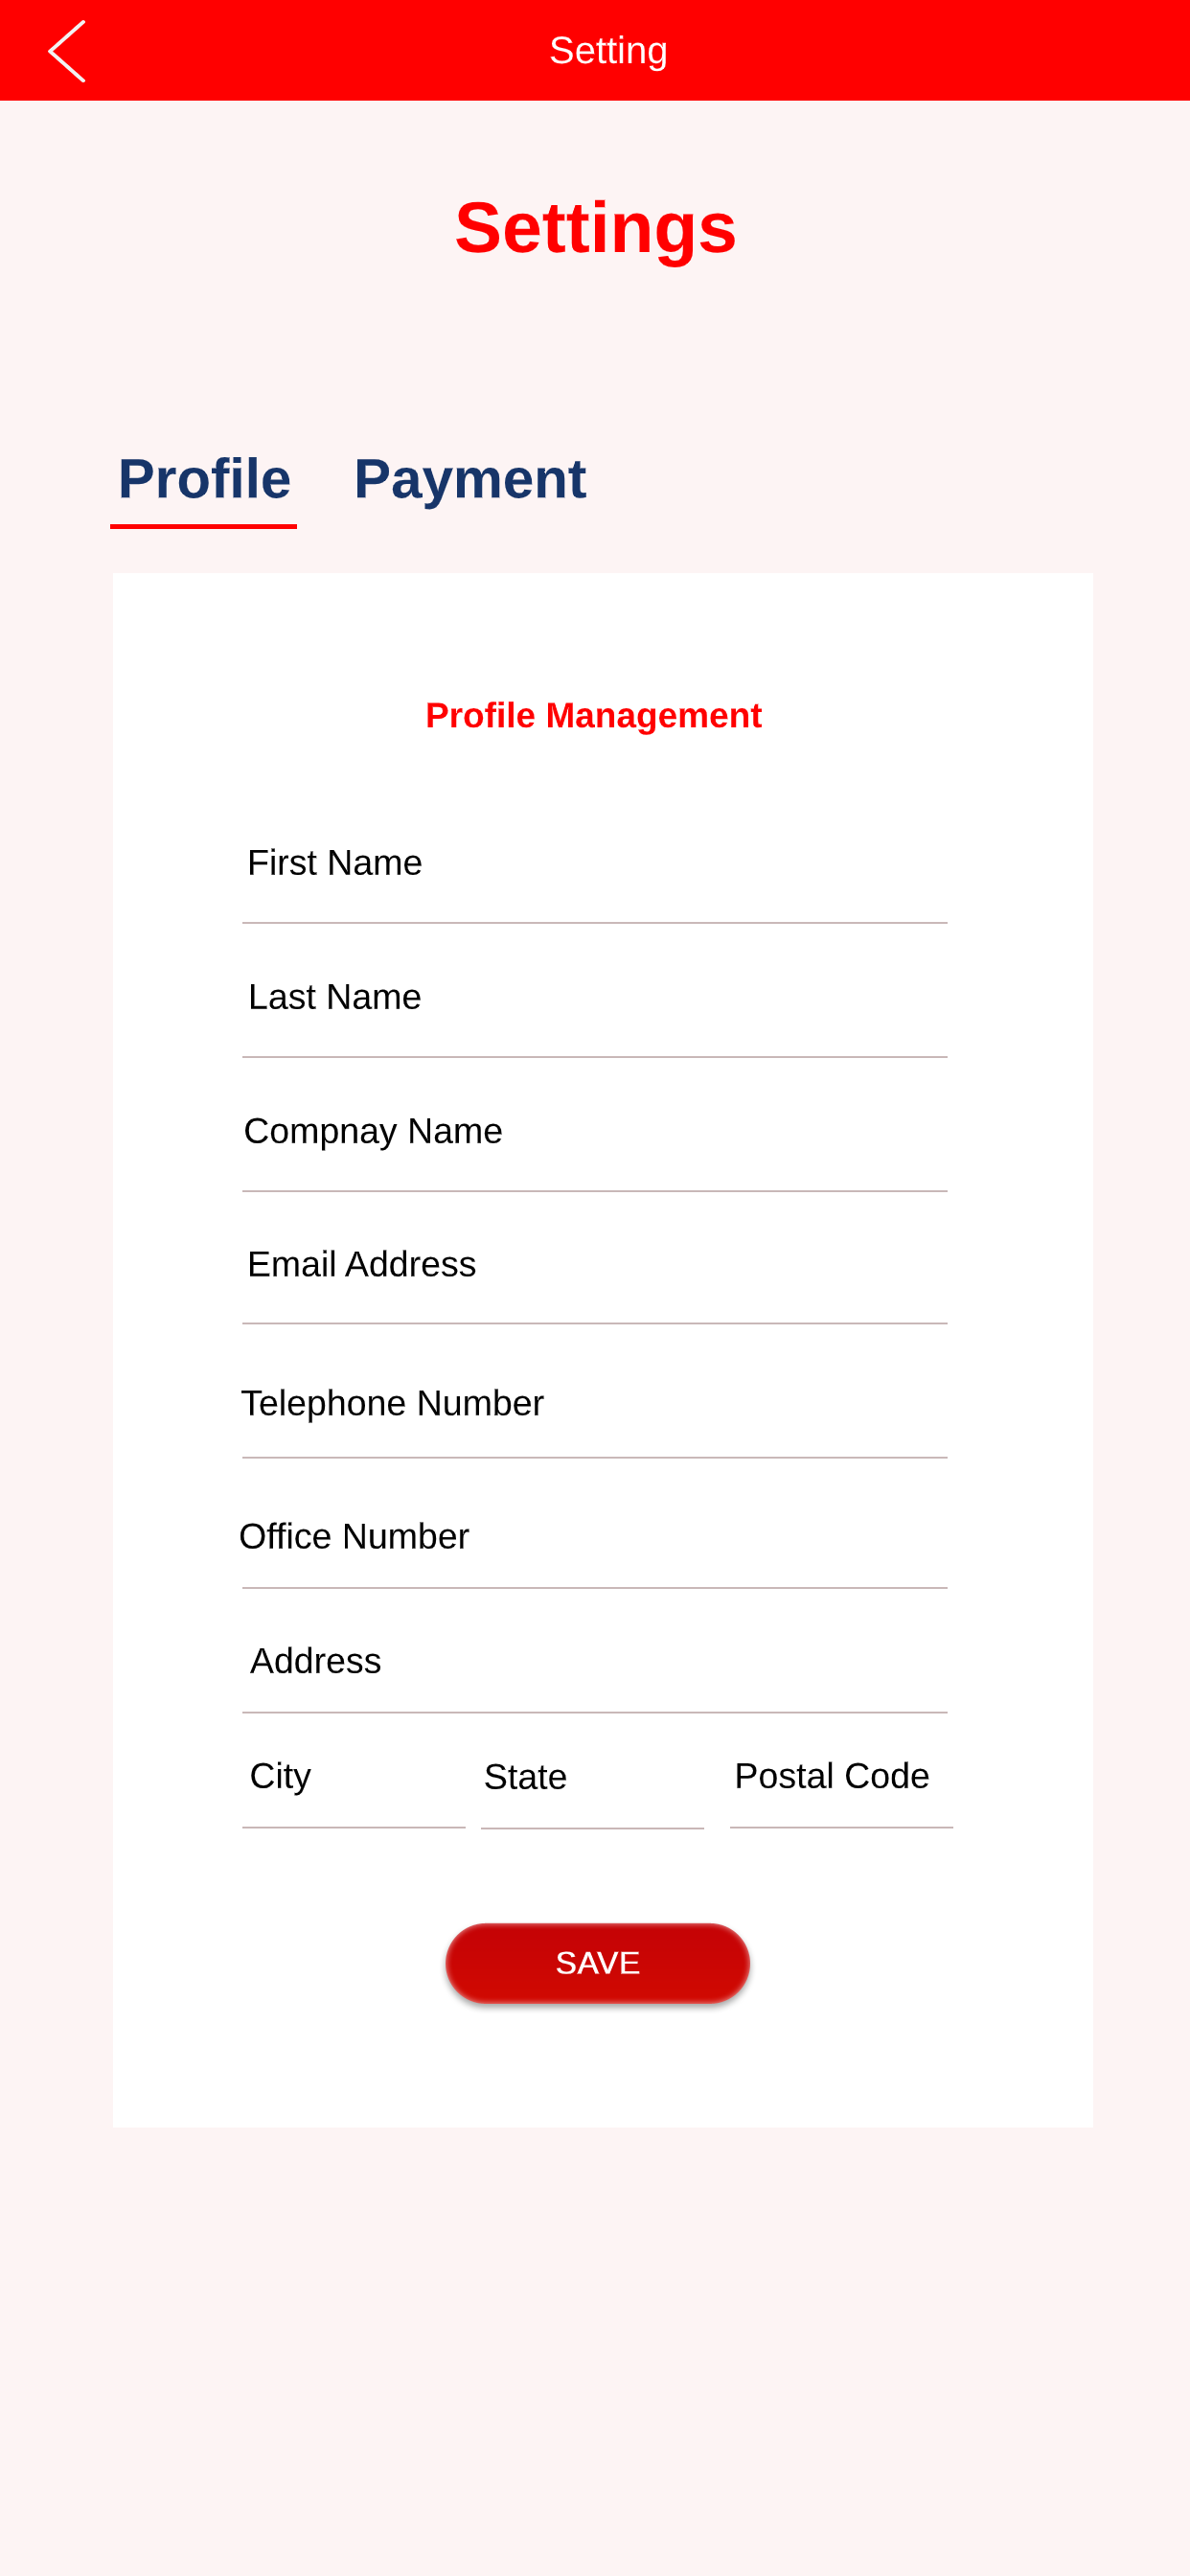 Setting
Settings
Profile Payment
Profile Management
First Name
Last Name
Compnay Name
Email Address
Telephone Number
Office Number
Address
City State Postal Code
SAVE